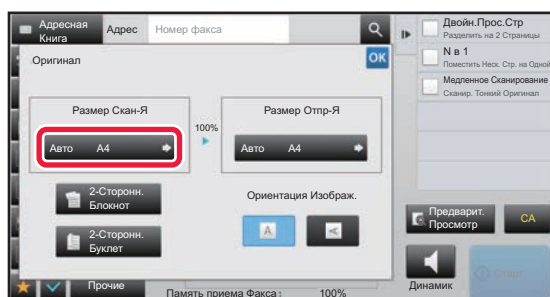 Адресная
Книга
Адрес
Номер факса
Двойн.Прос.Стр
Разделить на 2 Страницы
N в 1
Поместить Неск. Стр. на Одной
Медленное Сканирование
Сканир. Тонкий Оригинал
Оригинал
OK
Размер Скан-Я
100%
Размер Отпр-Я
Авто A4
Авто A4
2-Сторонн.
Блокнот
Ориентация Изображ.
A
A
2-Сторонн.
Буклет
Предварит.
Просмотр
CA
Прочие
Память приема Факса:
100%
Динамик
Старт